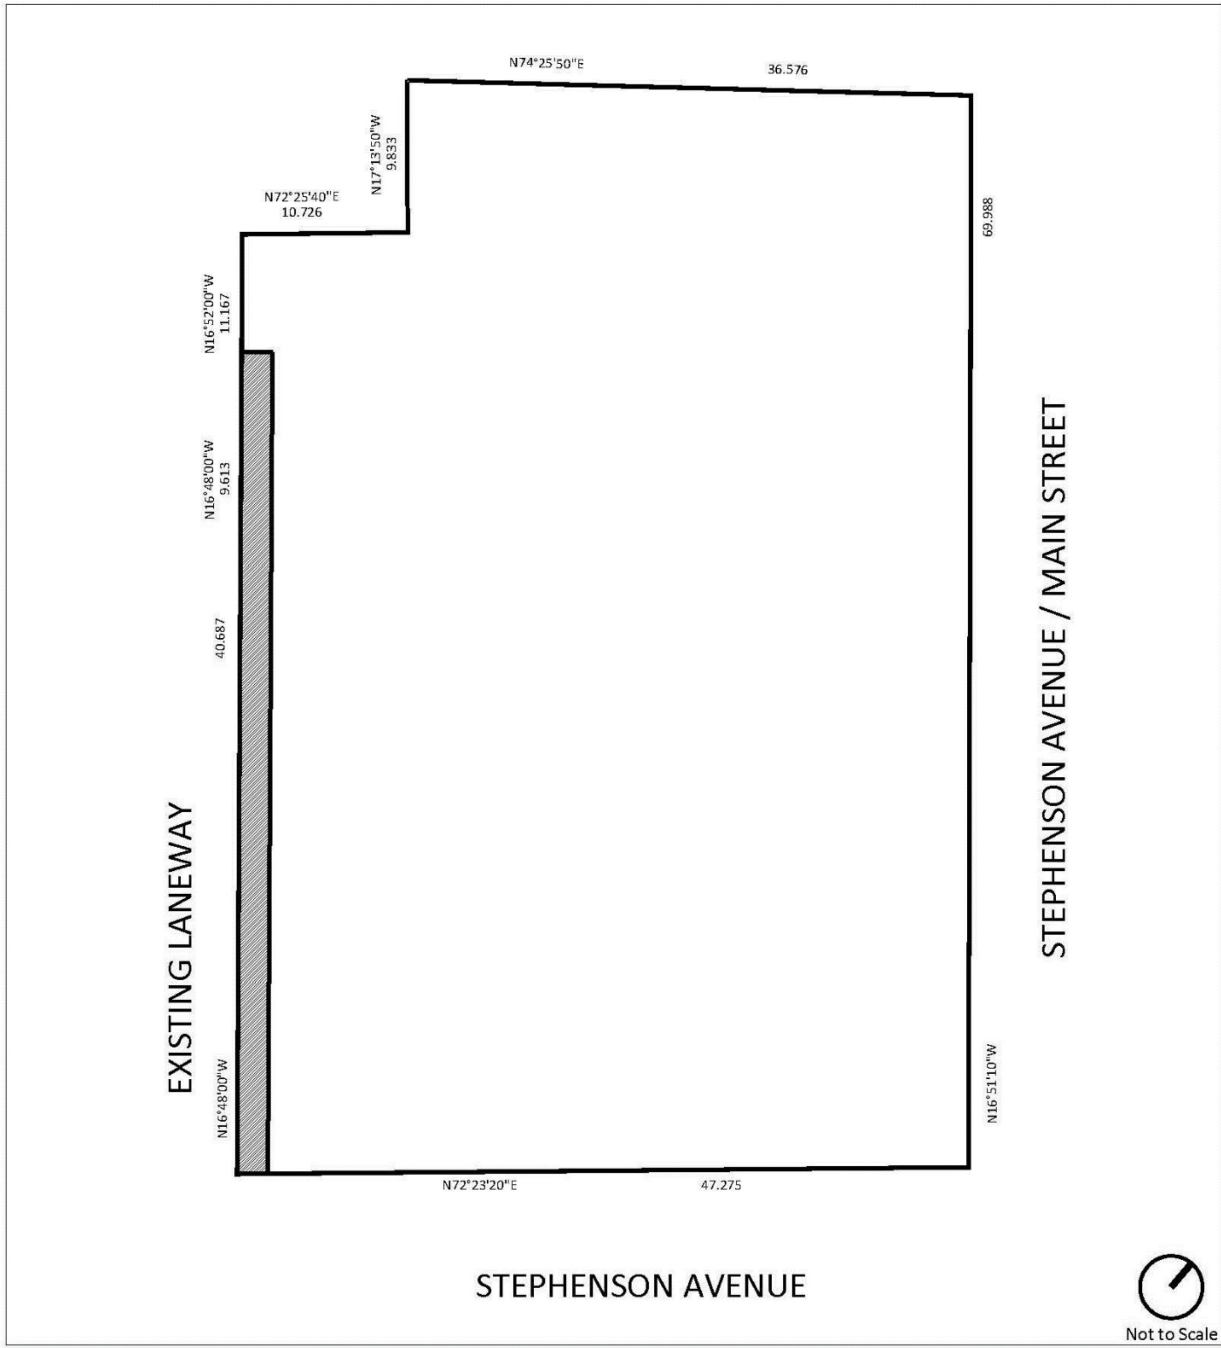 N74°25'50"E
36.576
N17°13'50"W
9.833
N72°25'40"E
10.726
69.988
N16°52'00"W
11.167
N16°48'00"W
9.613
40.687
STEPHENSON AVENUE / MAIN STREET
EXISTING LANEWAY
N16°48'00"W
N16°51'10"W
N72°23'20"E
47.275
STEPHENSON AVENUE
Not to Scale